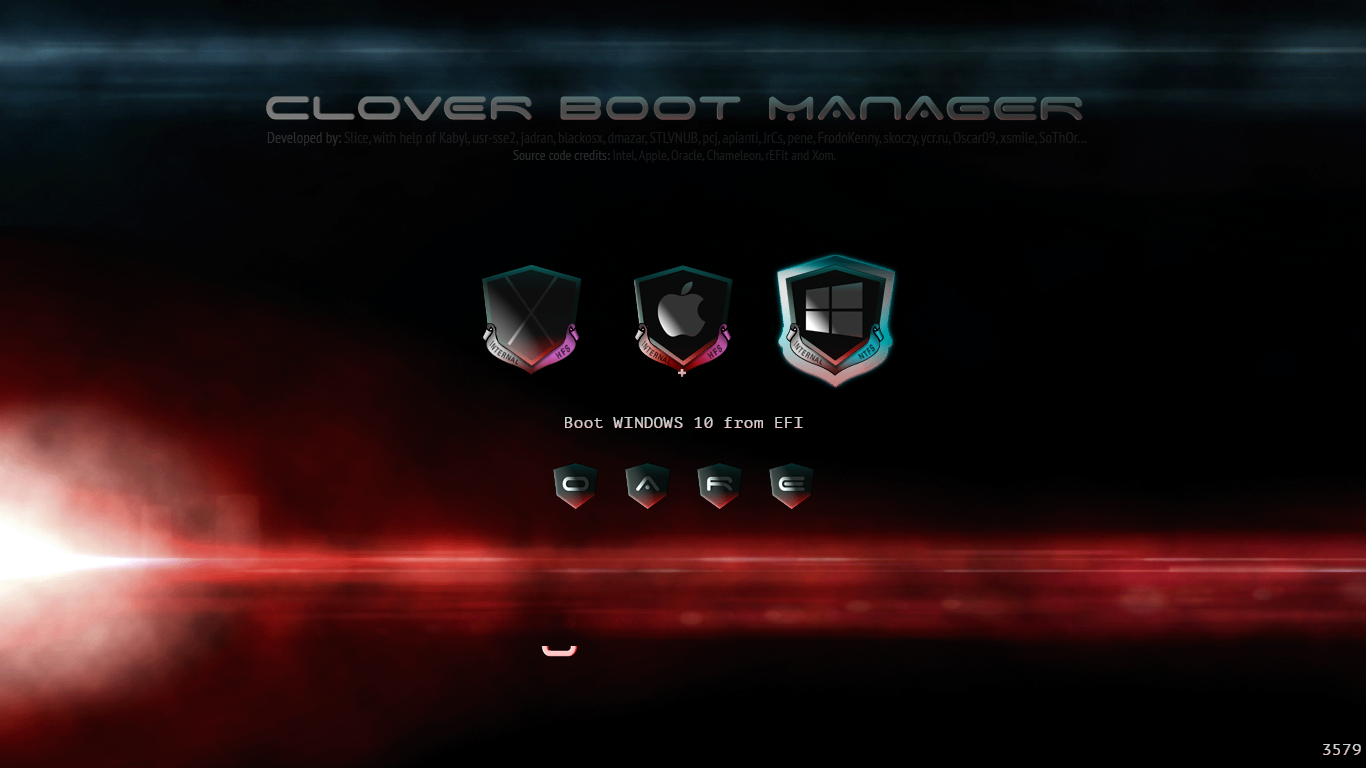 CLOVER BOOT MANAGER
Developed by: Slice, with help of Kabyl, usr-sse2, jadran, blackosx, dmazar, STLVNUB, pcj, apianti, JrCs, pene, FrodoKenny, skoczy, ycr.ru, Oscar09, xsmile, SoThOr...
Source code credits: Intel, Apple, Oracle, Chameleon, rEFIt and Xom.
X
INTERNAL HFS INTERNAL HFS INTERNAL NTFS
Boot WINDOWS 10 from EFI
O A R E
3579